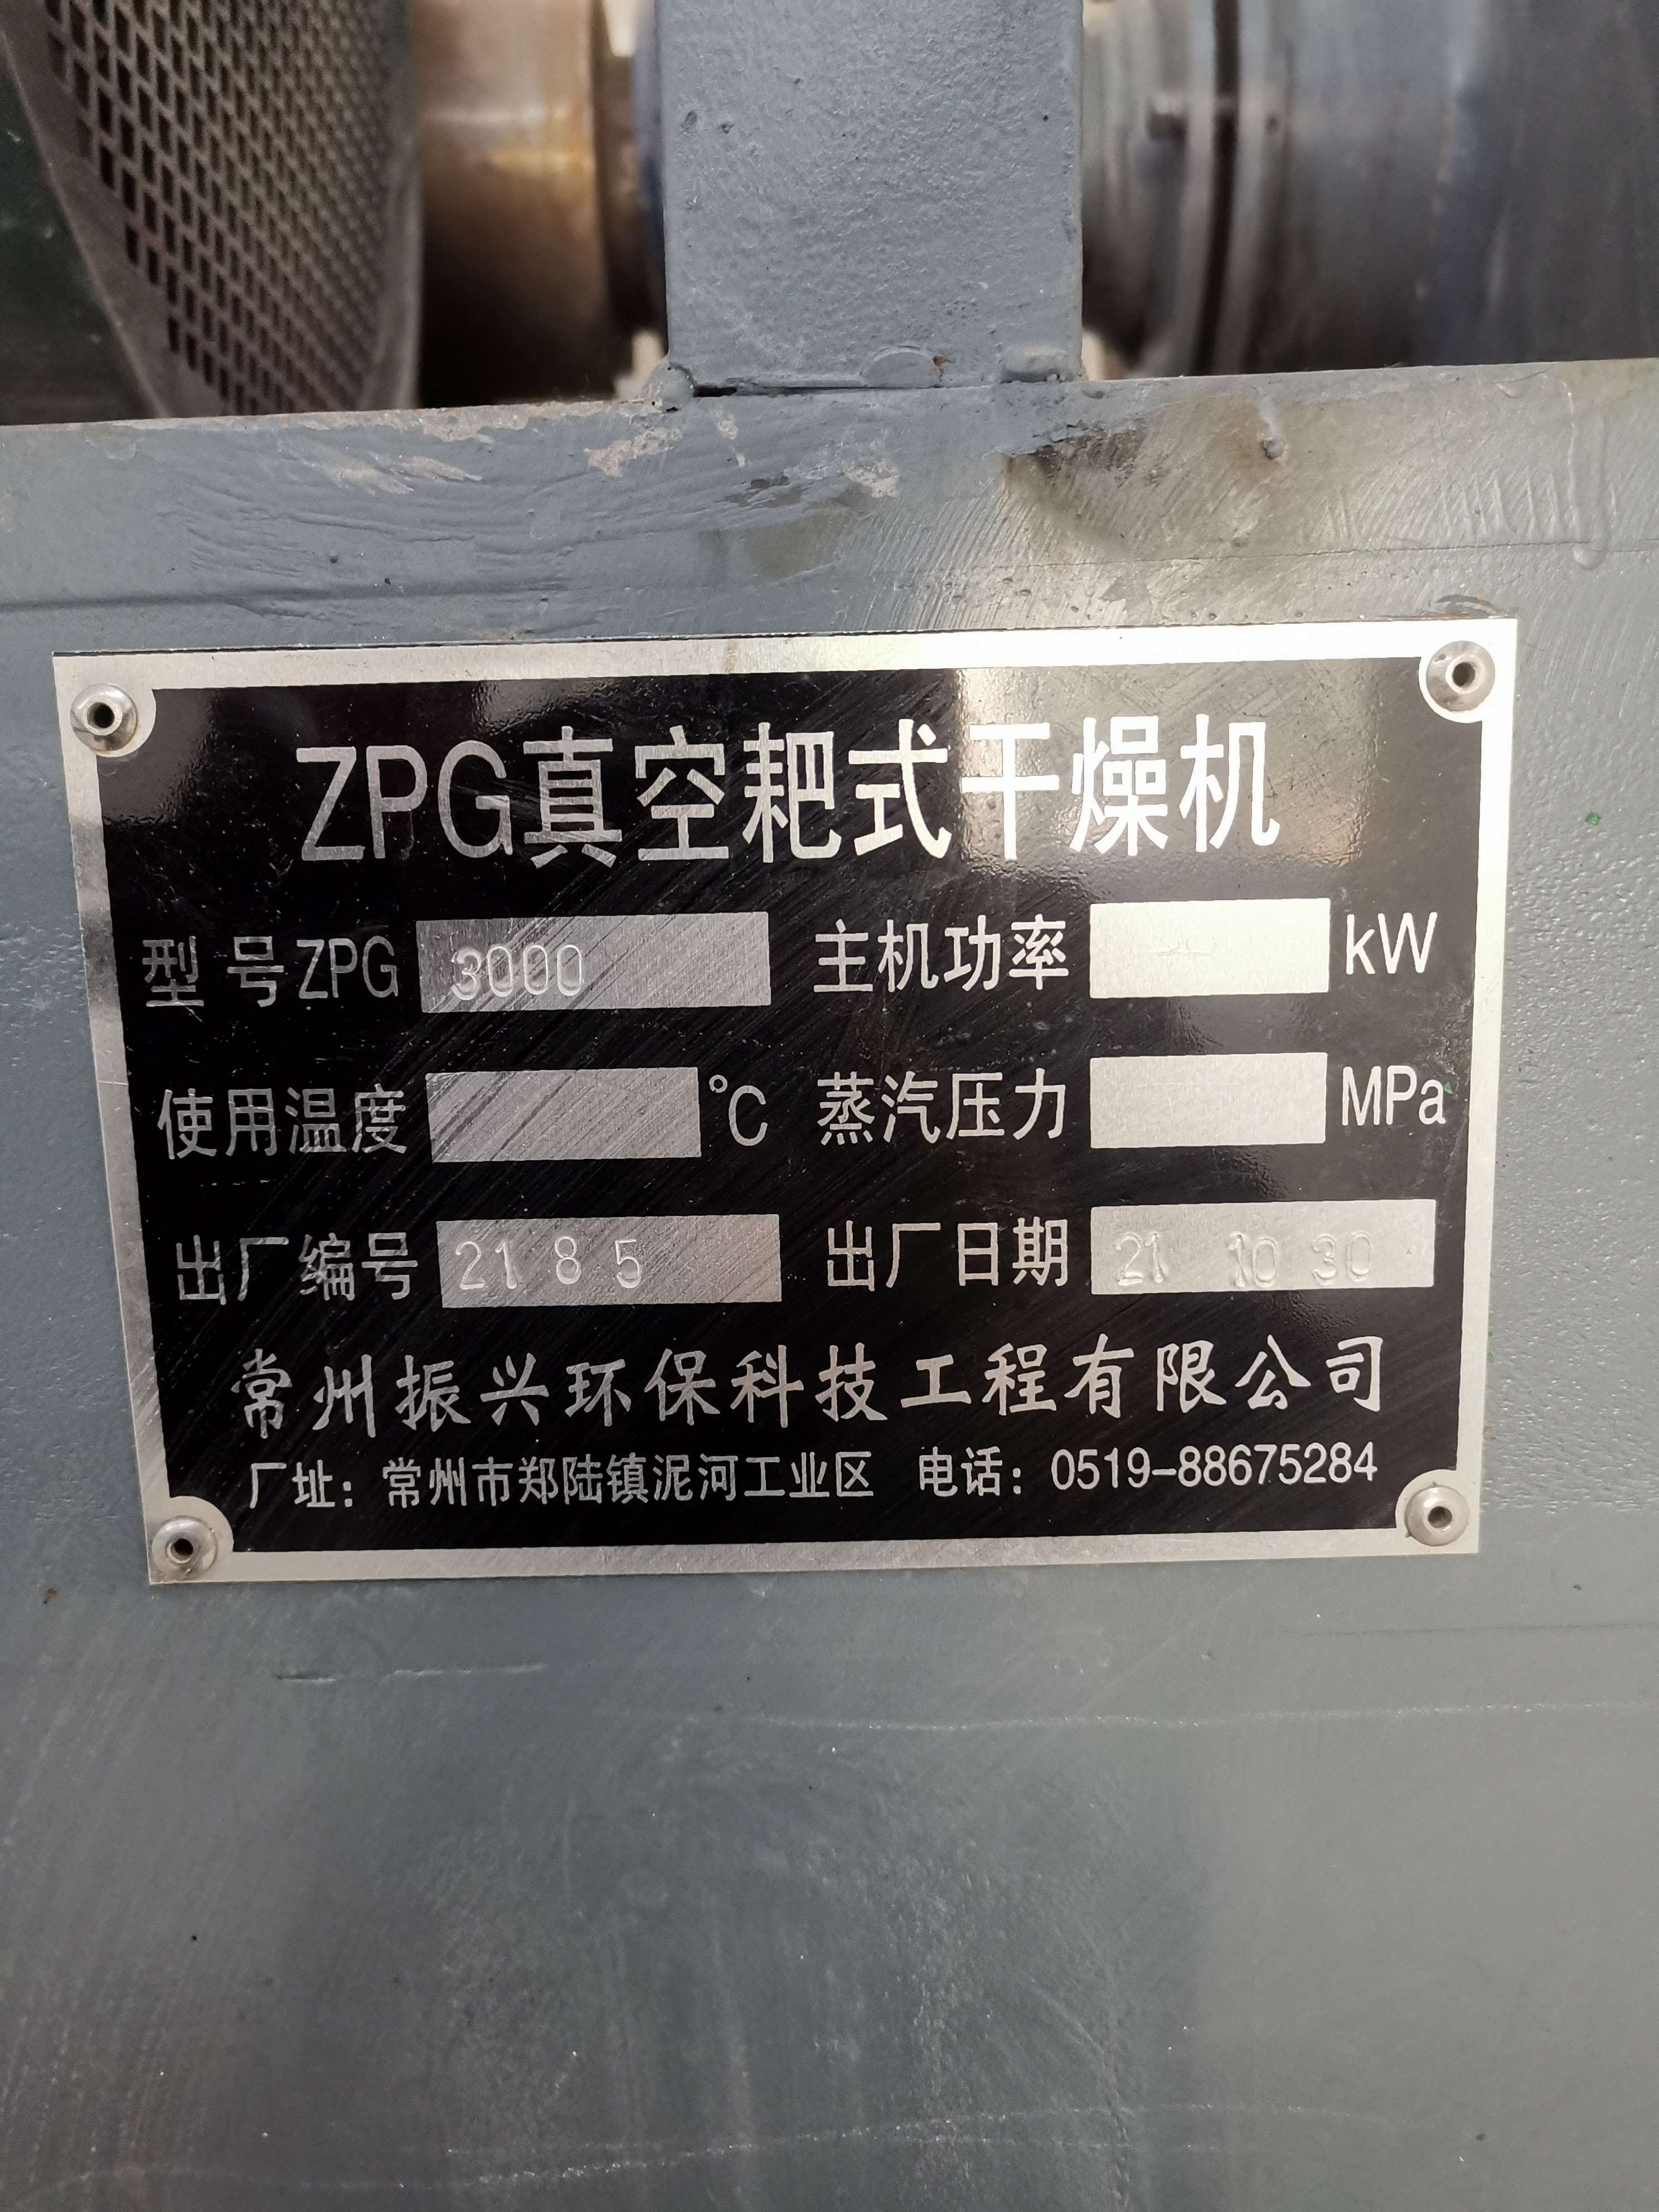 ZPG真空耙式干燥机
型号ZPG 3000 主机功率 kW
使用温度 °C 蒸汽压力 MPa
出厂编号 21 8 5 出厂日期 21 10 30
常州振兴环保科技工程有限公司
厂址：常州市郑陆镇泥河工业区 电话：0519-88675284